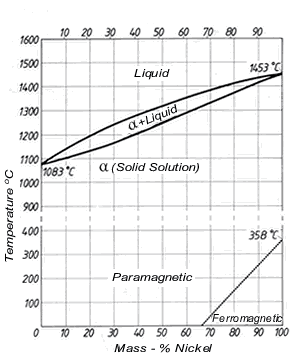 10 20 30 40 50 60 70 80 90
1600
1500
1400
1300
1200
1100
1000
900
400
300
200
100
0
Temperature °C
Liquid
1453 °C
α+Liquid
1083 °C
α (Solid Solution)
358 °C
Paramagnetic
Ferromagnetic
0 10 20 30 40 50 60 70 80 90 100
Mass - % Nickel